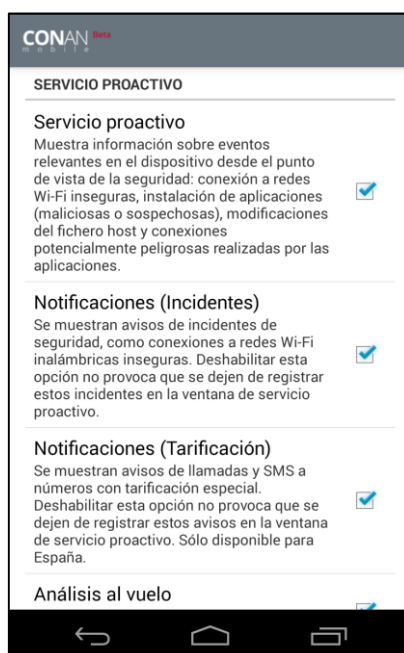 CONAN Beta
mobile
SERVICIO PROACTIVO
Servicio proactivo
Muestra información sobre eventos
relevantes en el dispositivo desde el punto
de vista de la seguridad: conexión a redes
Wi-Fi inseguras, instalación de aplicaciones
(maliciosas o sospechosas), modificaciones
del fichero host y conexiones
potencialmente peligrosas realizadas por las
aplicaciones.
Notificaciones (Incidentes)
Se muestran avisos de incidentes de
seguridad, como conexiones a redes Wi-Fi
inalámbricas inseguras. Deshabilitar esta
opción no provoca que se dejen de registrar
estos incidentes en la ventana de servicio
proactivo.
Notificaciones (Tarificación)
Se muestran avisos de llamadas y SMS a
números con tarificación especial.
Deshabilitar esta opción no provoca que se
dejen de registrar estos avisos en la ventana
de servicio proactivo. Sólo disponible para
España.
Análisis al vuelo